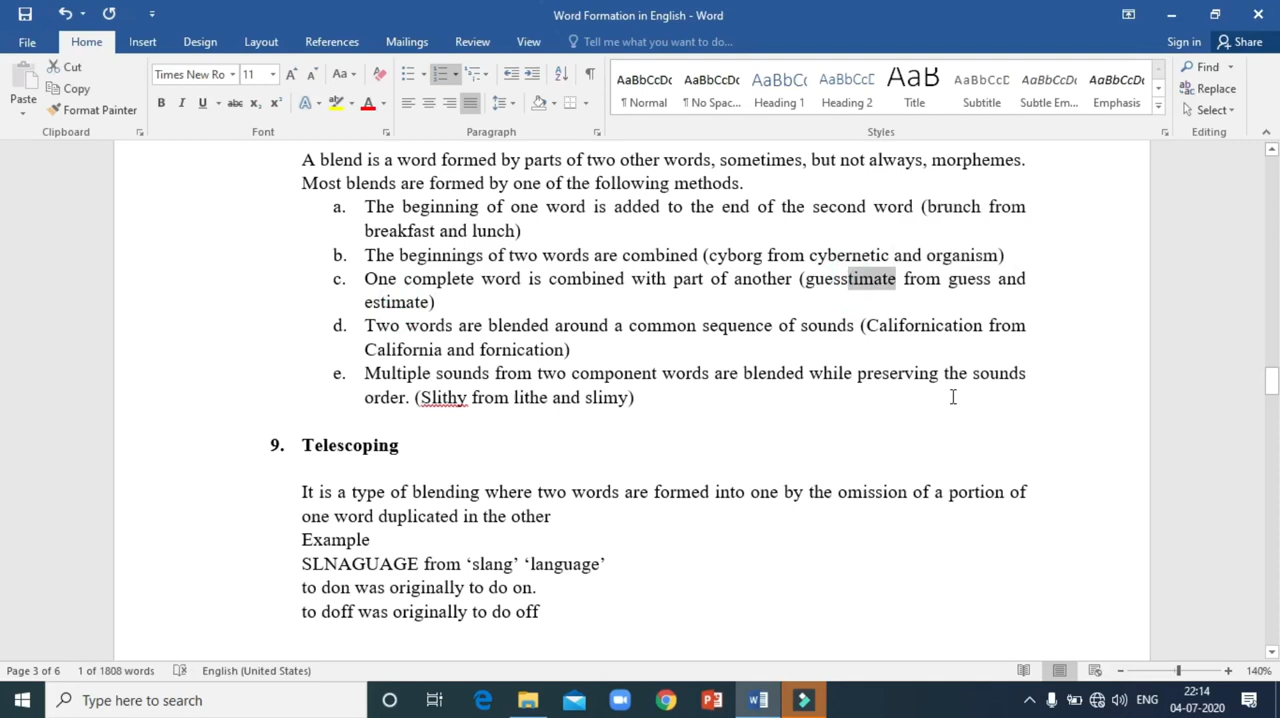 Word Formation in English - Word
File Home Insert Design Layout References Mailings Review View Tell me what you want to do... Sign in Share
Cut
Copy
Format Painter
Paste
Clipboard
Times New Ro 11
Font
Paragraph
AaBbCcDc AaBbCcDc AaBbCc AaBbCcC AaB AaBbCcD AaBbCcDc AaBbCcDc
¶ Normal ¶ No Spac... Heading 1 Heading 2 Title Subtitle Subtle Em... Emphasis
Styles
Find
Replace
Select
Editing
A blend is a word formed by parts of two other words, sometimes, but not always, morphemes.
Most blends are formed by one of the following methods.
a. The beginning of one word is added to the end of the second word (brunch from
breakfast and lunch)
b. The beginnings of two words are combined (cyborg from cybernetic and organism)
c. One complete word is combined with part of another (guesstimate from guess and
estimate)
d. Two words are blended around a common sequence of sounds (Californication from
California and fornication)
e. Multiple sounds from two component words are blended while preserving the sounds
order. (Slithy from lithe and slimy)
9. Telescoping
It is a type of blending where two words are formed into one by the omission of a portion of
one word duplicated in the other
Example
SLNAGUAGE from ‘slang’ ‘language’
to don was originally to do on.
to doff was originally to do off
Page 3 of 6 1 of 1808 words English (United States) 140%
Type here to search
ENG
22:14
04-07-2020